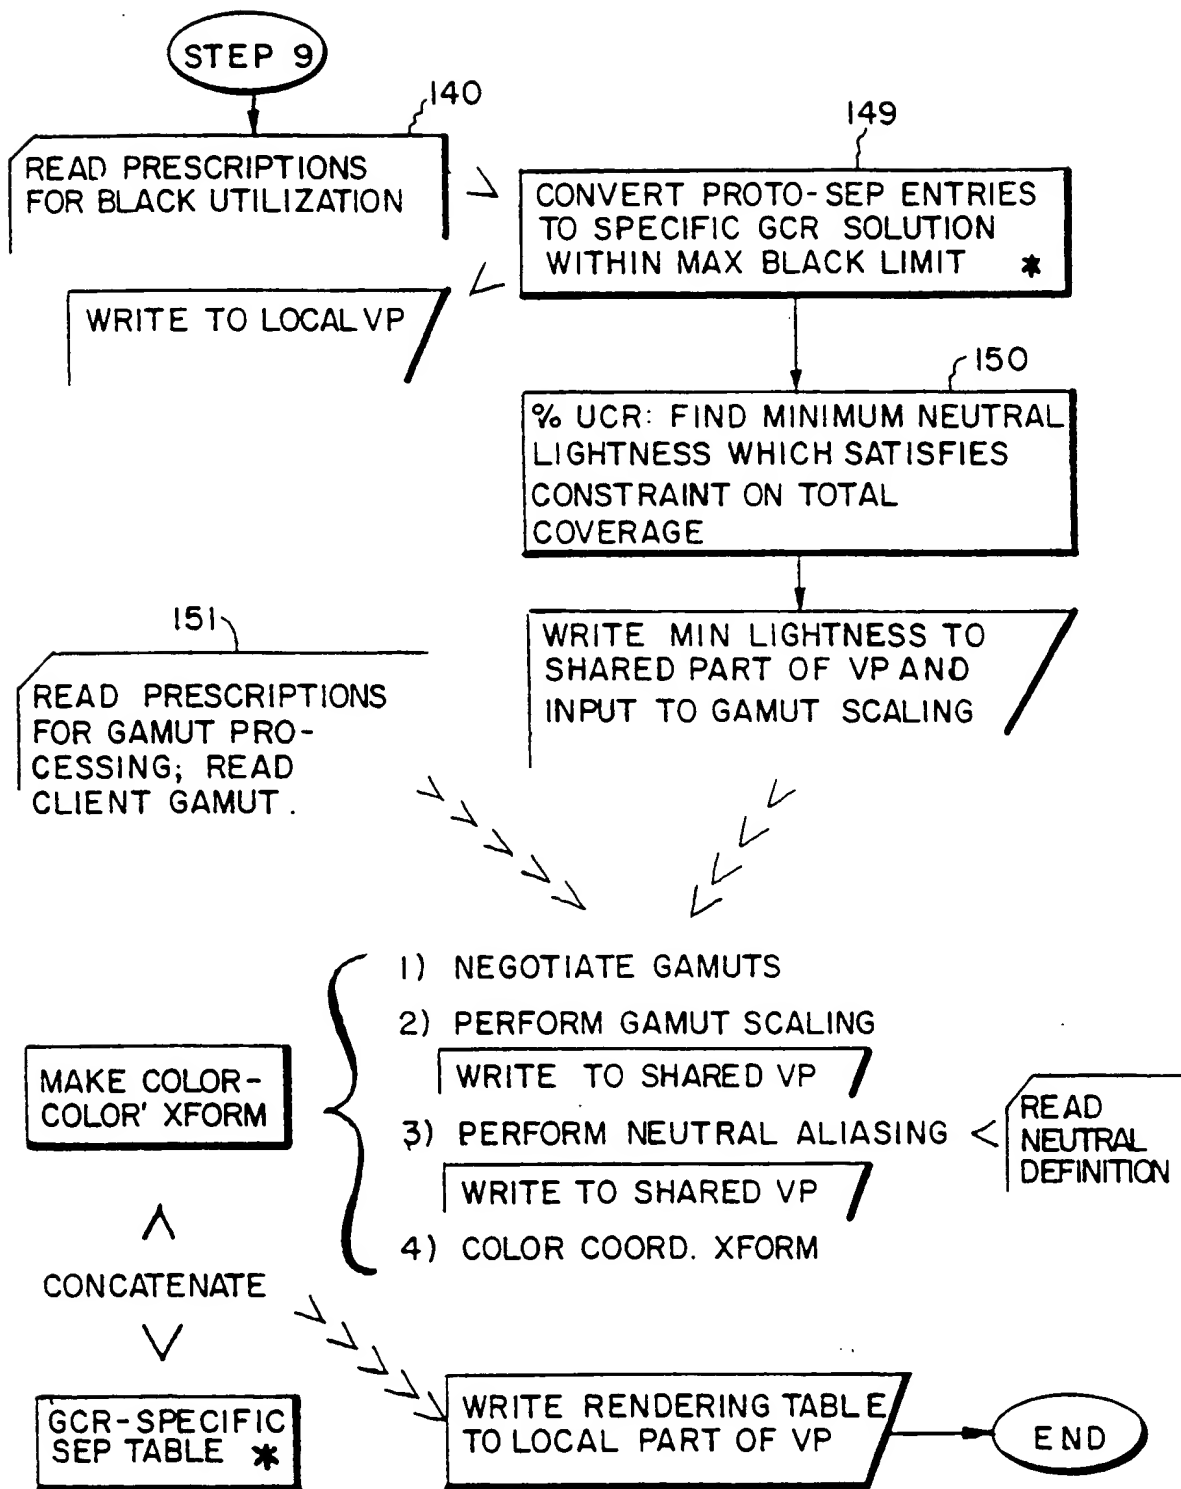 STEP 9
140
READ PRESCRIPTIONS
FOR BLACK UTILIZATION
149
CONVERT PROTO-SEP ENTRIES
TO SPECIFIC GCR SOLUTION
WITHIN MAX BLACK LIMIT *
WRITE TO LOCAL VP
150
% UCR: FIND MINIMUM NEUTRAL
LIGHTNESS WHICH SATISFIES
CONSTRAINT ON TOTAL
COVERAGE
WRITE MIN LIGHTNESS TO
SHARED PART OF VP AND
INPUT TO GAMUT SCALING
151
READ PRESCRIPTIONS
FOR GAMUT PRO-
CESSING; READ
CLIENT GAMUT.
1) NEGOTIATE GAMUTS
2) PERFORM GAMUT SCALING
WRITE TO SHARED VP
3) PERFORM NEUTRAL ALIASING
WRITE TO SHARED VP
4) COLOR COORD. XFORM
READ
NEUTRAL
DEFINITION
MAKE COLOR-
COLOR' XFORM
CONCATENATE
GCR-SPECIFIC
SEP TABLE *
WRITE RENDERING TABLE
TO LOCAL PART OF VP
END